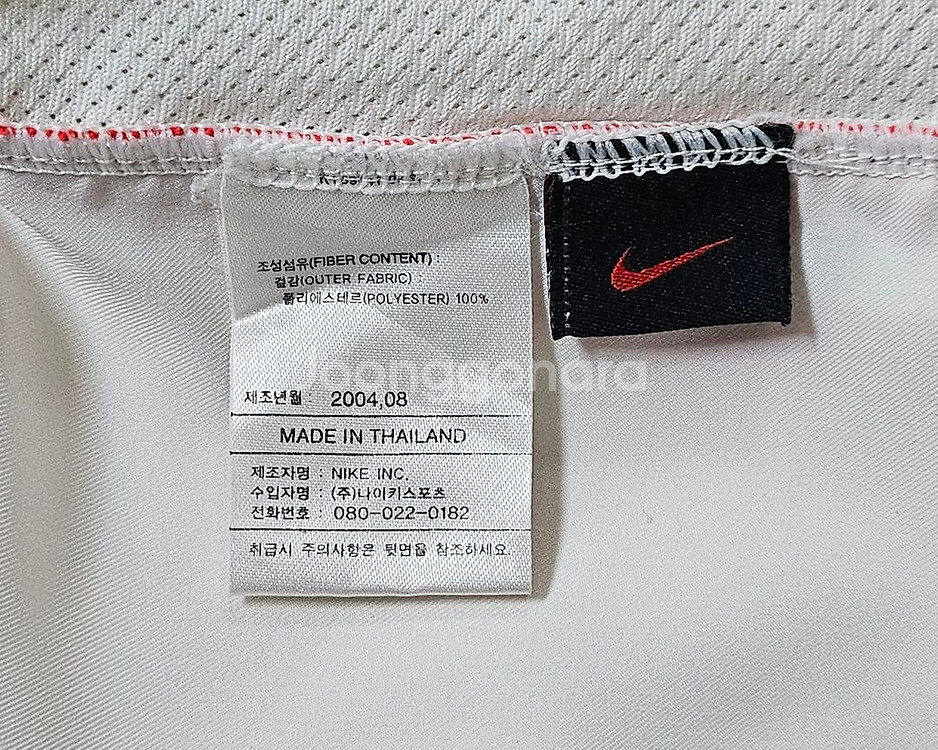 조성섬유(FIBER CONTENT) :
겉감(OUTER FABRIC) :
폴리에스테르(POLYESTER) 100%
제조년월 : 2004,08
MADE IN THAILAND
제조자명 : NIKE INC.
수입자명 : (주)나이키스포츠
전화번호 : 080-022-0182
취급시 주의사항은 뒷면을 참조하세요.
joongonara